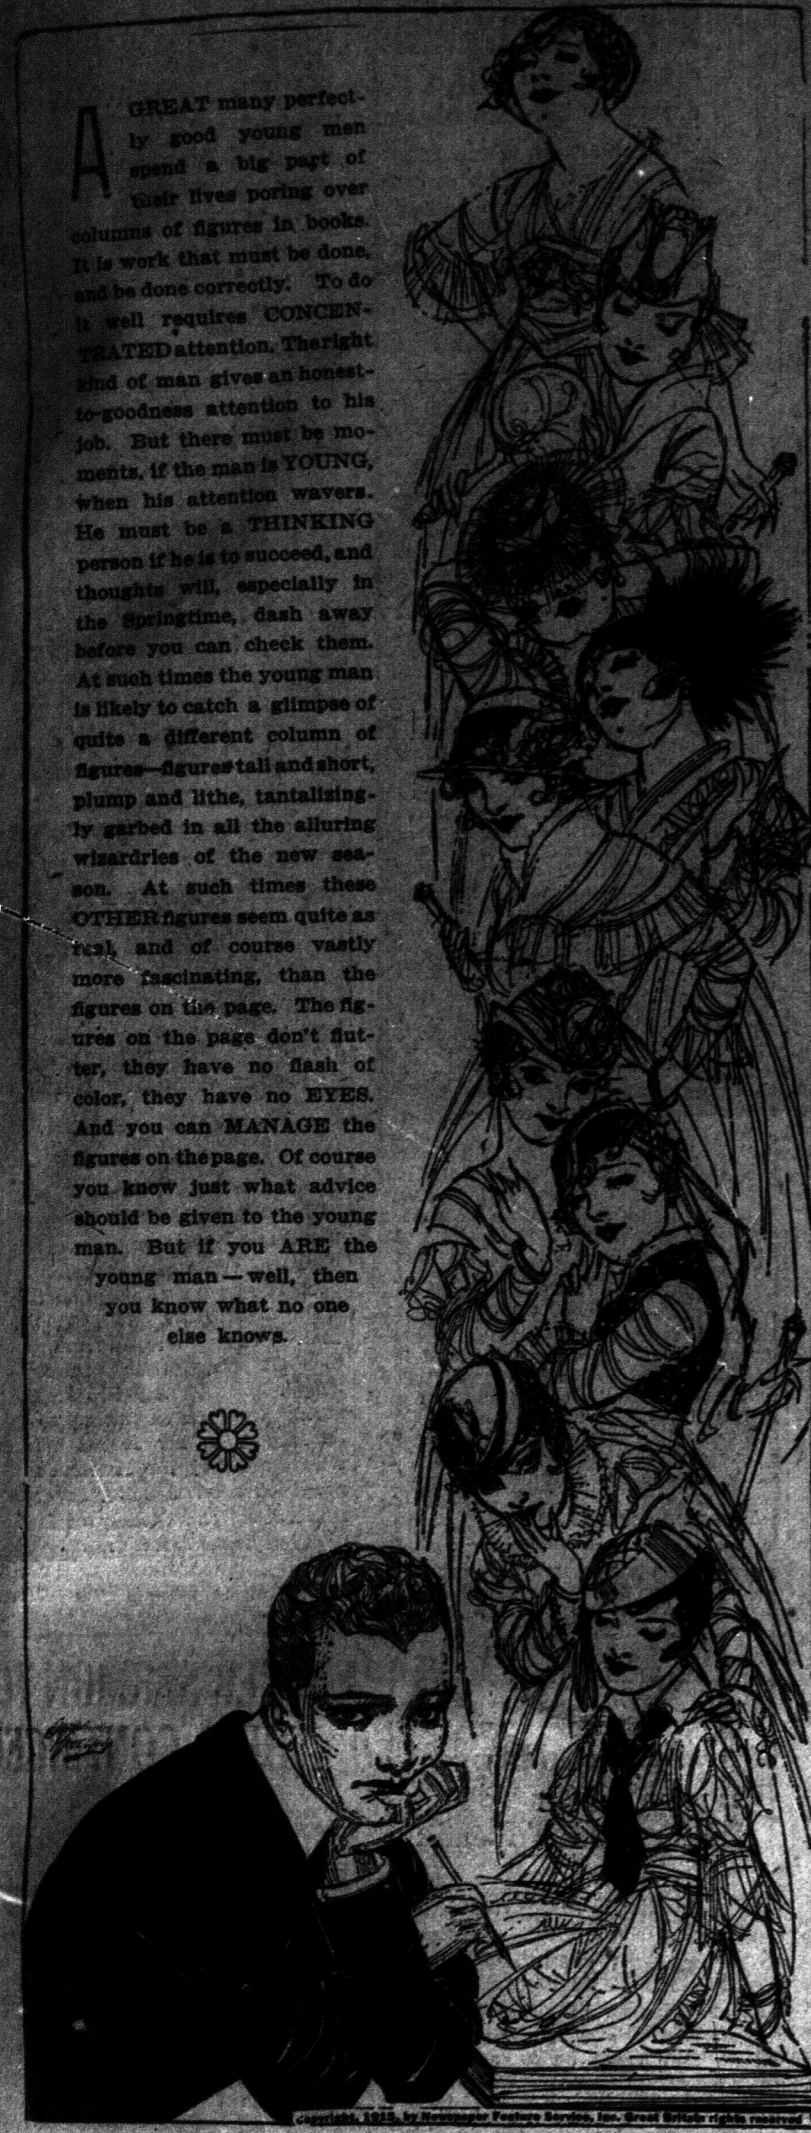 A GREAT many perfect-
ly good young men
spend a big part of
their lives poring over
columns of figures in books.
It is work that must be done,
and be done correctly. To do
it well requires CONCEN-
TRATED attention. The right
kind of man gives an honest-
to-goodness attention to his
job. But there must be mo-
ments, if the man is YOUNG,
when his attention wavers.
He must be a THINKING
person if he is to succeed, and
thoughts will, especially in
the Springtime, dash away
before you can check them.
At such times the young man
is likely to catch a glimpse of
quite a different column of
figures—figures tall and short,
plump and lithe, tantalizing-
ly garbed in all the alluring
wizardries of the new sea-
son. At such times these
OTHER figures seem quite as
real, and of course vastly
more fascinating, than the
figures on the page. The fig-
ures on the page don't flut-
ter, they have no flash of
color, they have no EYES.
And you can MANAGE the
figures on the page. Of course
you know just what advice
should be given to the young
man. But if you ARE the
young man—well, then
you know what no one
else knows.
Copyright, 1915, by Newspaper Feature Service, Inc. Great Britain rights reserved